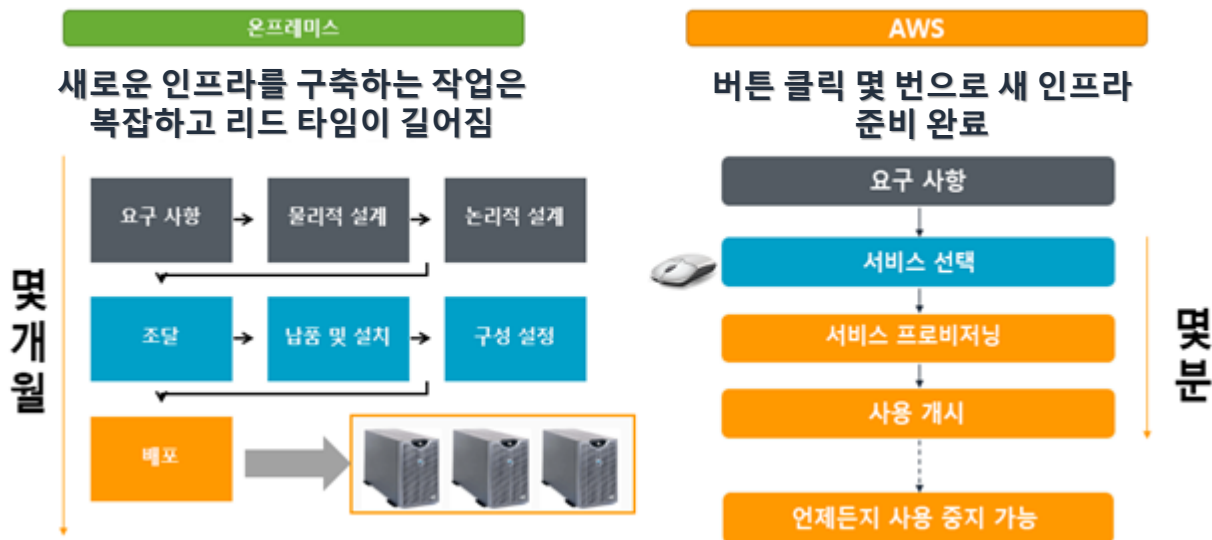 온프레미스
새로운 인프라를 구축하는 작업은
복잡하고 리드 타임이 길어짐
몇개월
요구 사항
물리적 설계
논리적 설계
조달
납품 및 설치
구성 설정
배포
AWS
버튼 클릭 몇 번으로 새 인프라
준비 완료
요구 사항
서비스 선택
서비스 프로비저닝
사용 개시
언제든지 사용 중지 가능
몇분